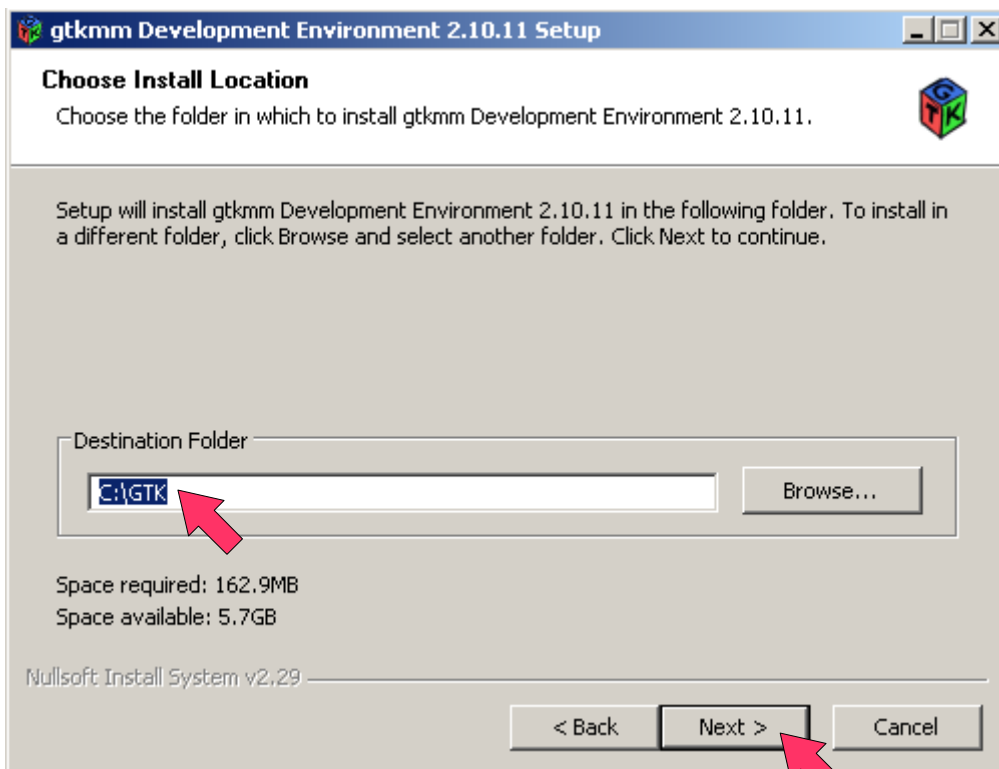 gtkmm Development Environment 2.10.11 Setup
Choose Install Location
Choose the folder in which to install gtkmm Development Environment 2.10.11.
G
T K
Setup will install gtkmm Development Environment 2.10.11 in the following folder. To install in
a different folder, click Browse and select another folder. Click Next to continue.
Destination Folder
C:\GTK
Browse...
Space required: 162.9MB
Space available: 5.7GB
Nullsoft Install System v2.29
< Back Next > Cancel